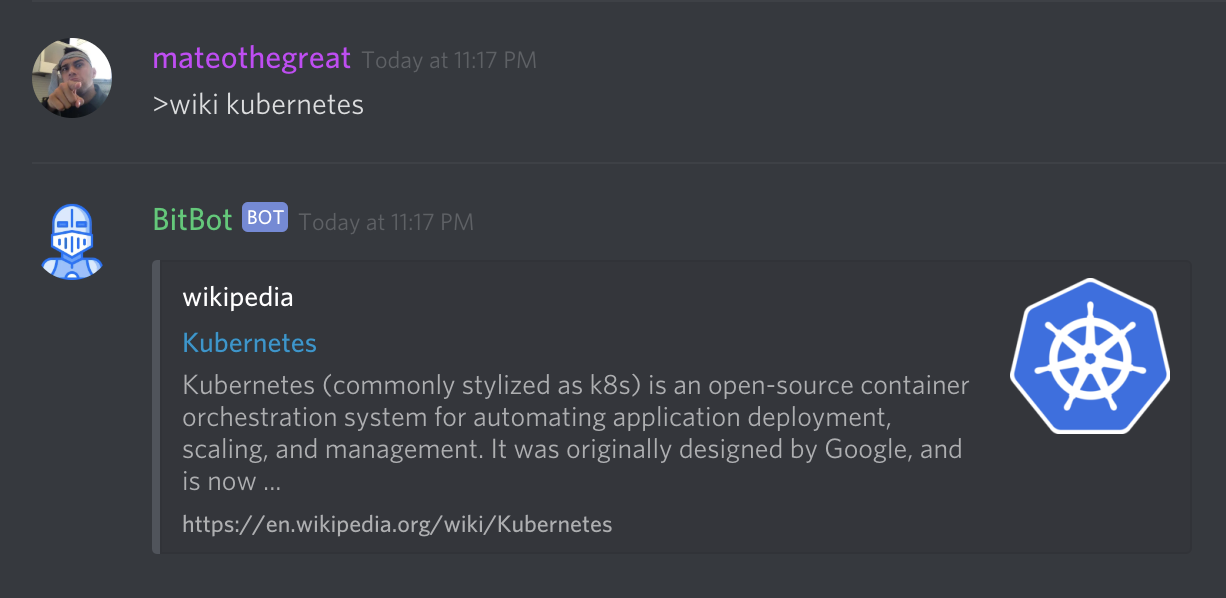 mateothegreat Today at 11:17 PM
>wiki kubernetes
BitBot BOT Today at 11:17 PM
wikipedia
Kubernetes
Kubernetes (commonly stylized as k8s) is an open-source container
orchestration system for automating application deployment,
scaling, and management. It was originally designed by Google, and
is now ...
https://en.wikipedia.org/wiki/Kubernetes